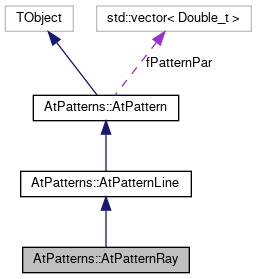 TObject
std::vector< Double_t >
fPatternPar
AtPatterns::AtPattern
AtPatterns::AtPatternLine
AtPatterns::AtPatternRay